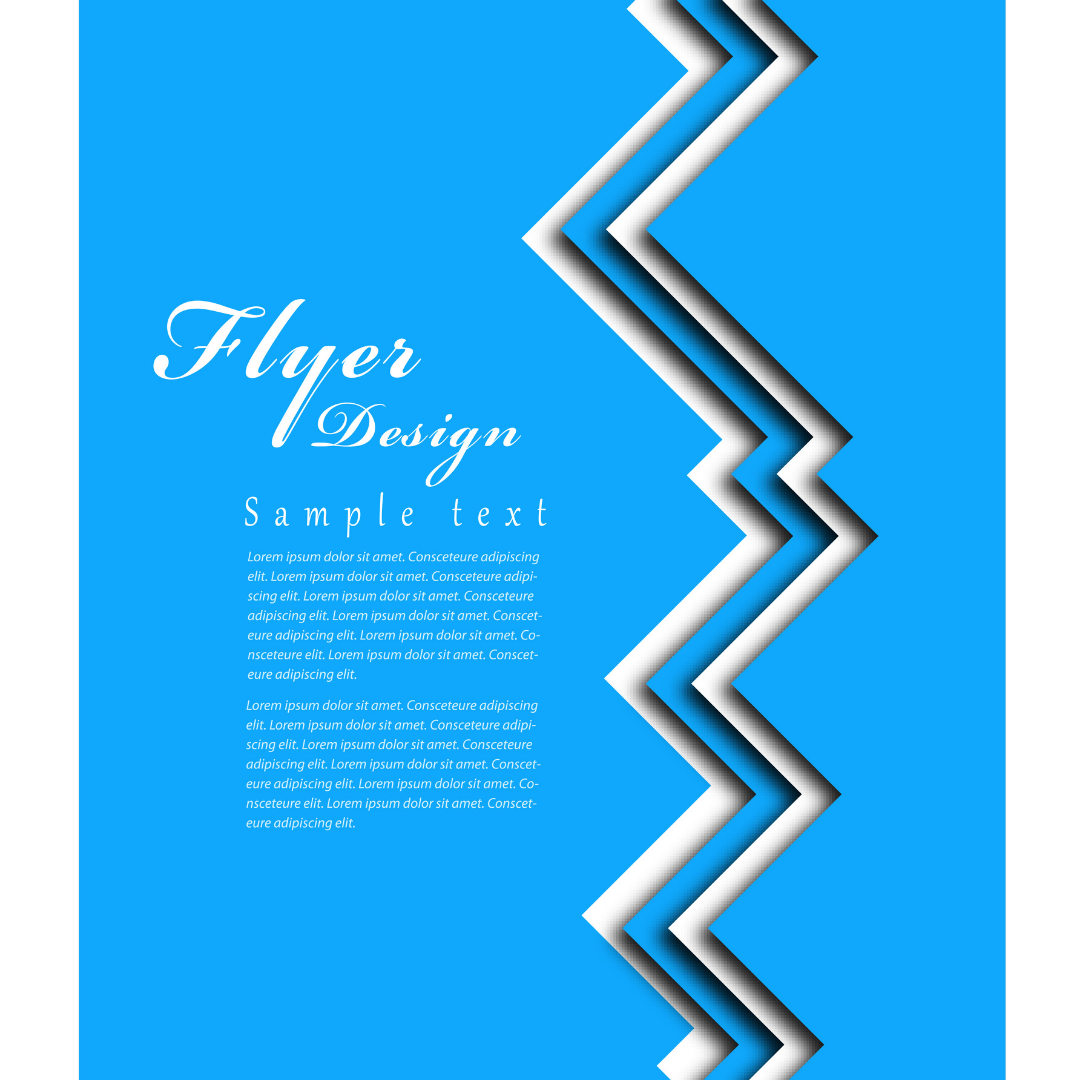 Flyer
Design
Sample text
Lorem ipsum dolor sit amet. Consceteure adipiscing
elit. Lorem ipsum dolor sit amet. Consceteure adipi-
scing elit. Lorem ipsum dolor sit amet. Consceteure
adipiscing elit. Lorem ipsum dolor sit amet. Conscet-
eure adipiscing elit. Lorem ipsum dolor sit amet. Co-
nsceteure elit. Lorem ipsum dolor sit amet. Conscet-
eure adipiscing elit.
Lorem ipsum dolor sit amet. Consceteure adipiscing
elit. Lorem ipsum dolor sit amet. Consceteure adipi-
scing elit. Lorem ipsum dolor sit amet. Consceteure
adipiscing elit. Lorem ipsum dolor sit amet. Conscet-
eure adipiscing elit. Lorem ipsum dolor sit amet. Co-
nsceteure elit. Lorem ipsum dolor sit amet. Conscet-
eure adipiscing elit.